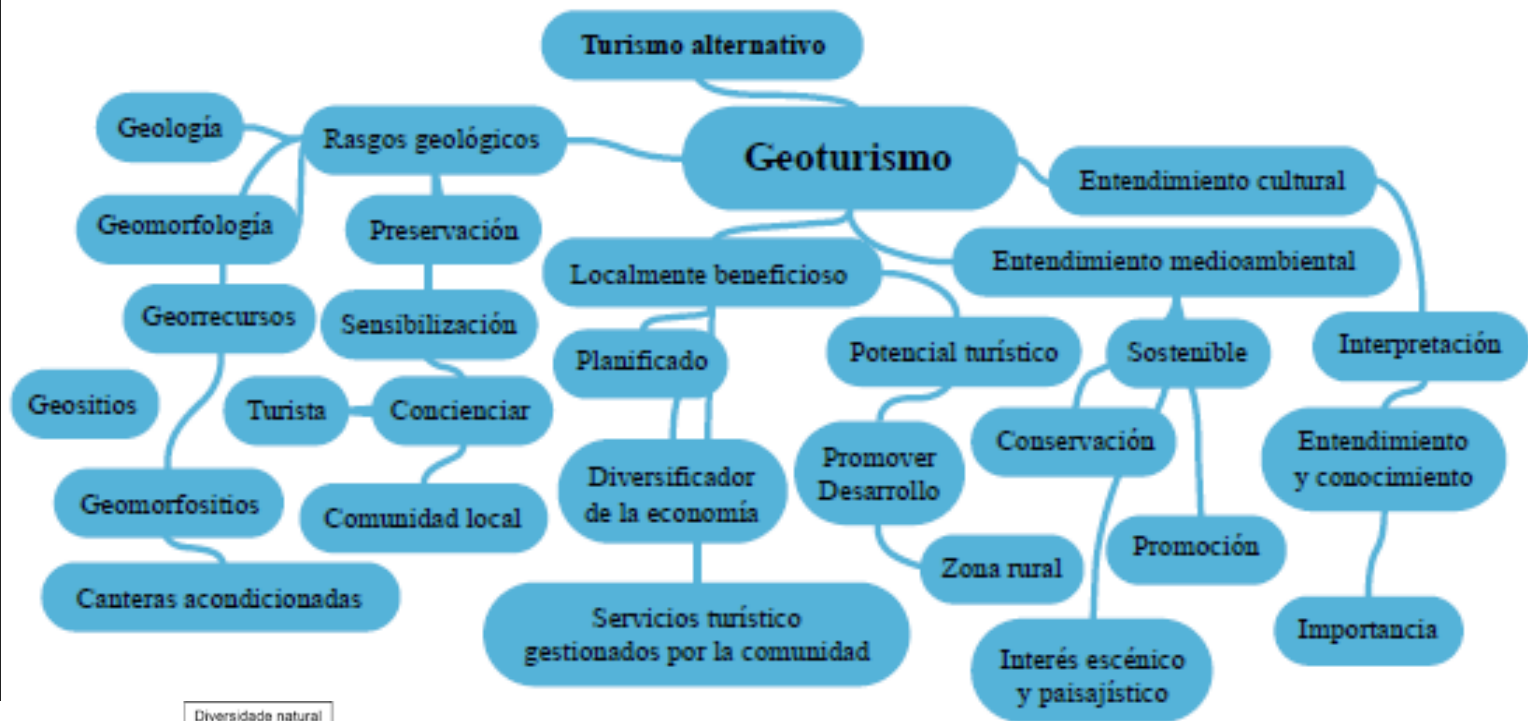 Turismo alternativo
Geología
Rasgos geológicos
Geoturismo
Entendimiento cultural
Geomorfología
Preservación
Localmente beneficioso
Entendimiento medioambiental
Georrecursos
Sensibilización
Planificado
Potencial turístico
Sostenible
Interpretación
Geositios
Turista
Concienciar
Conservación
Entendimiento
y conocimiento
Diversificador
de la economía
Promover
Desarrollo
Geomorfositios
Comunidad local
Promoción
Zona rural
Canteras acondicionadas
Servicios turístico
gestionados por la comunidad
Importancia
Interés escénico
y paisajístico
Diversidade natural